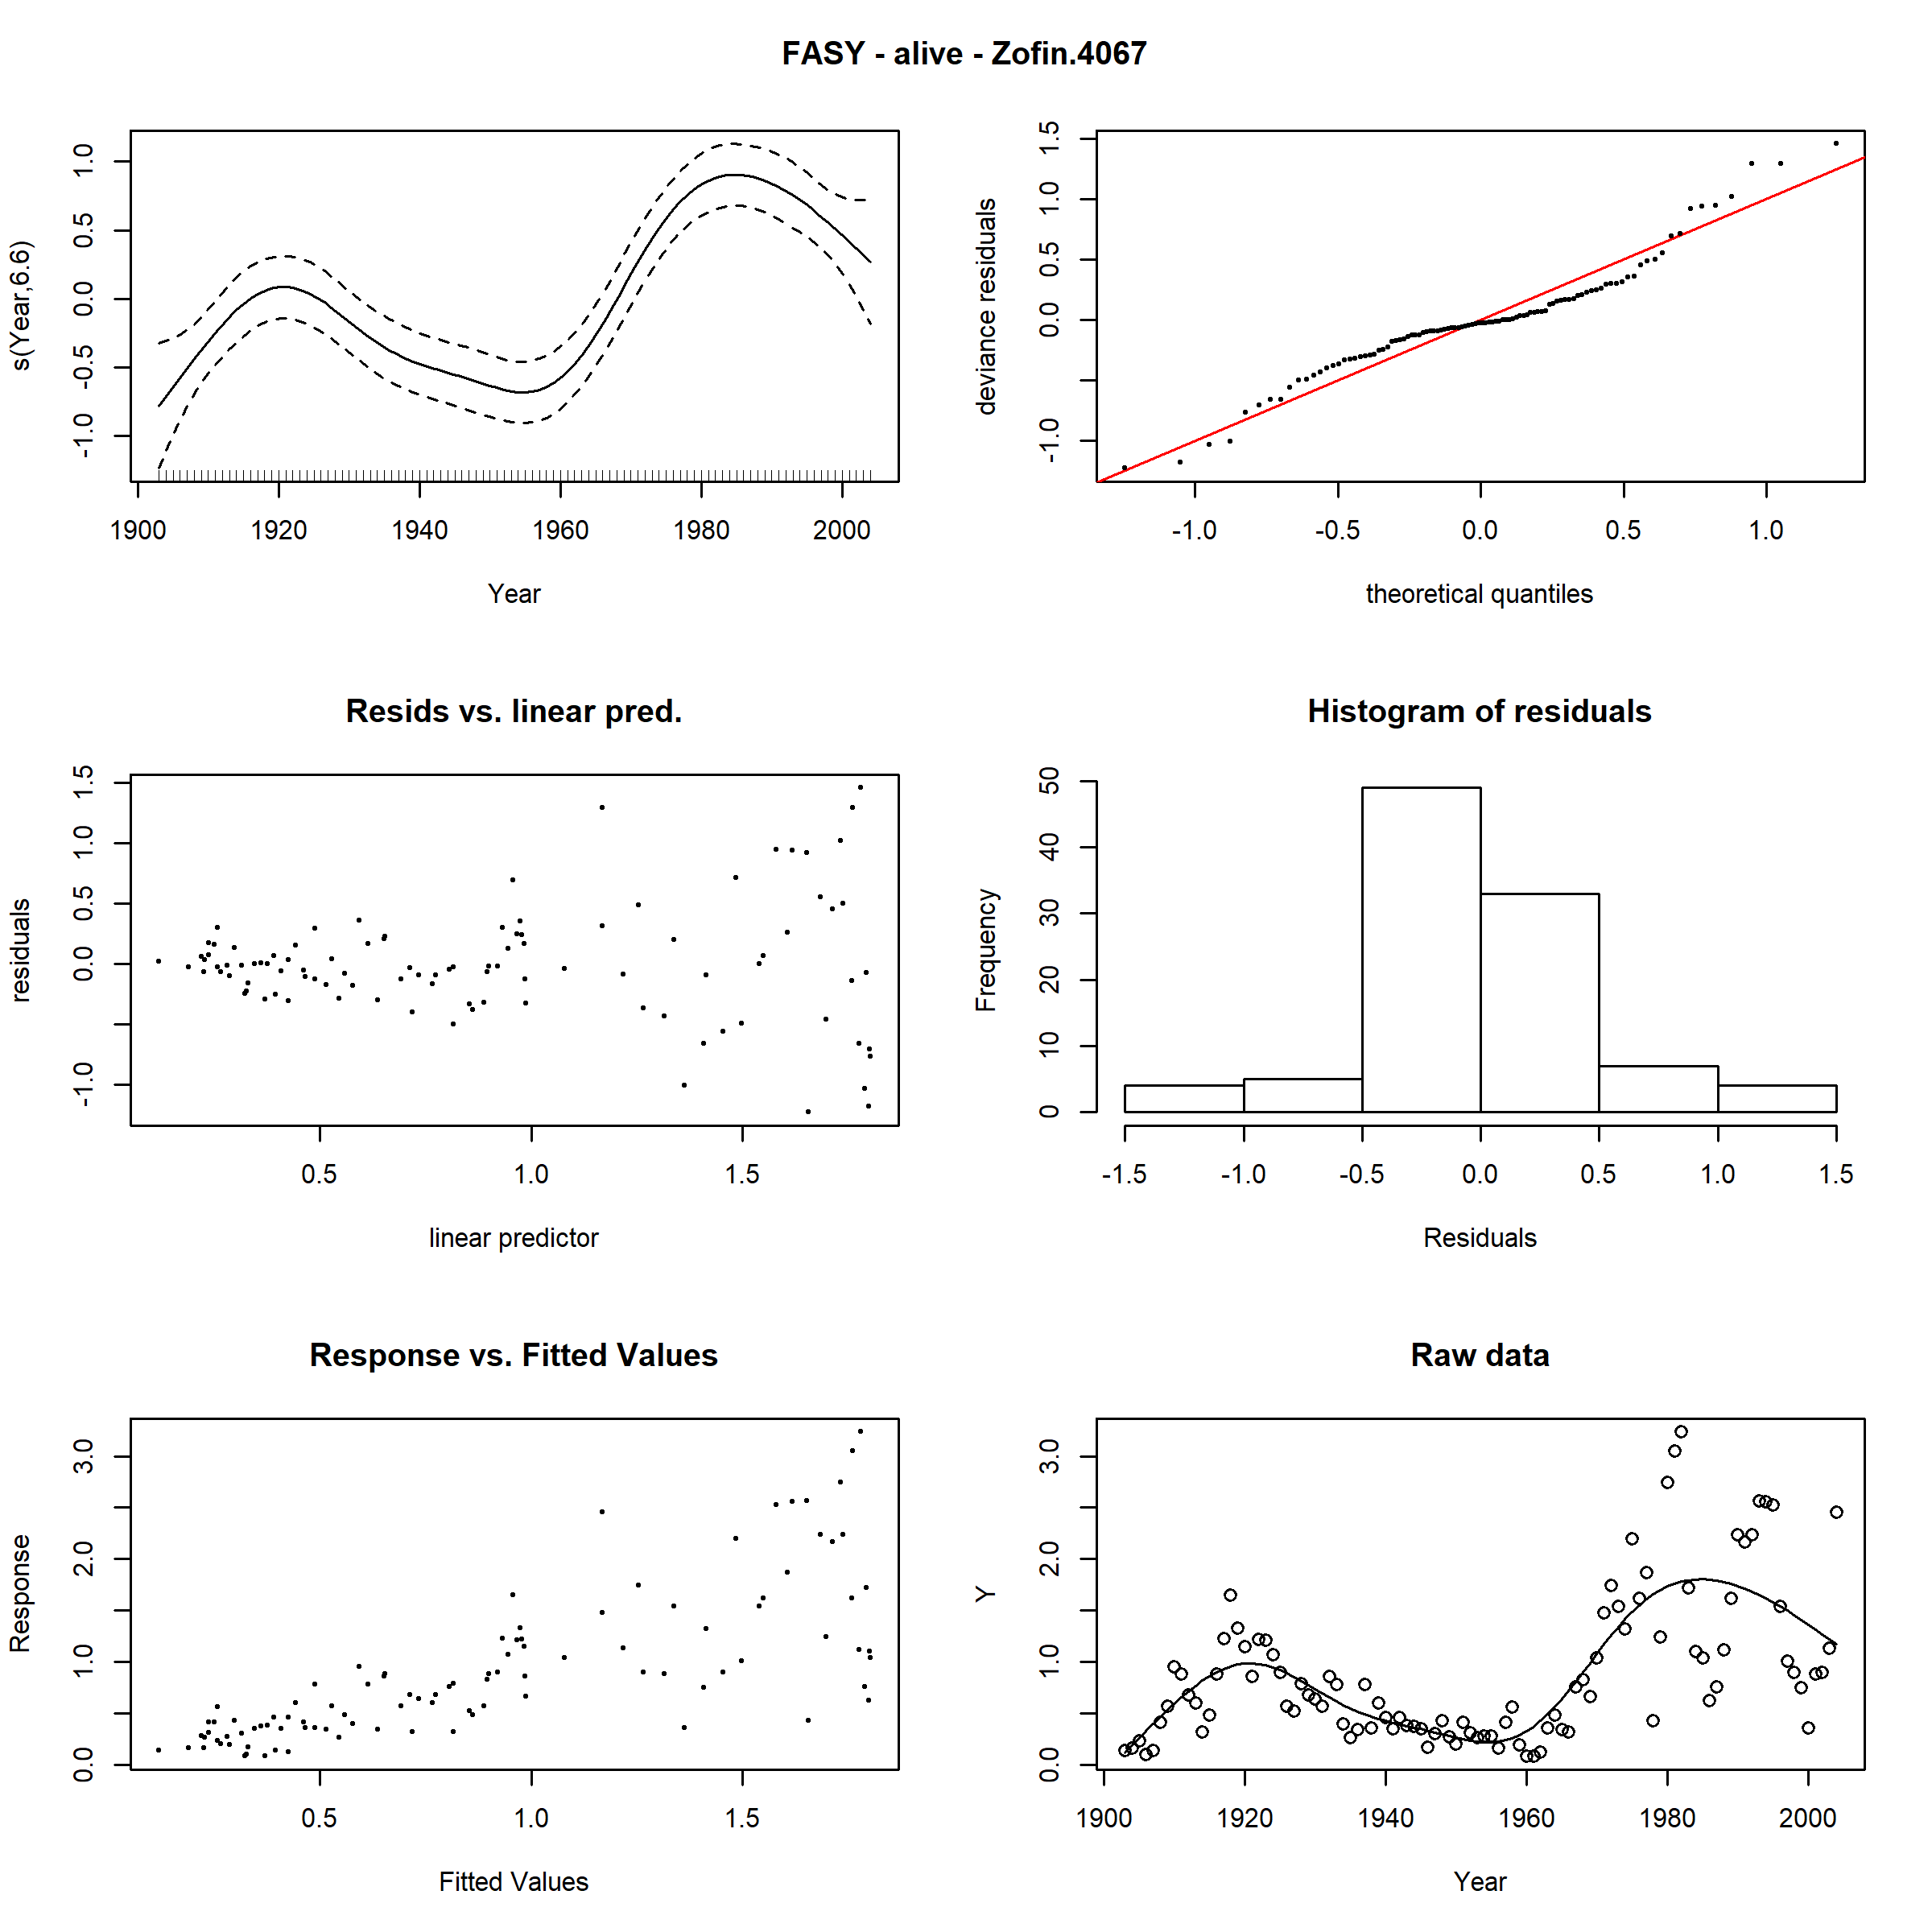 FASY - alive - Zofin.4067
s(Year,6.6)
-1.0 -0.5 0.0 0.5 1.0
1900 1920 1940 1960 1980 2000
Year
deviance residuals
-1.0 0.0 0.5 1.0 1.5
-1.0 -0.5 0.0 0.5 1.0
theoretical quantiles
Resids vs. linear pred.
residuals
-1.0 0.0 0.5 1.0 1.5
0.5 1.0 1.5
linear predictor
Histogram of residuals
Frequency
0 10 20 30 40 50
-1.5 -1.0 -0.5 0.0 0.5 1.0 1.5
Residuals
Response vs. Fitted Values
Response
0.0 1.0 2.0 3.0
0.5 1.0 1.5
Fitted Values
Raw data
Y
0.0 1.0 2.0 3.0
1900 1920 1940 1960 1980 2000
Year